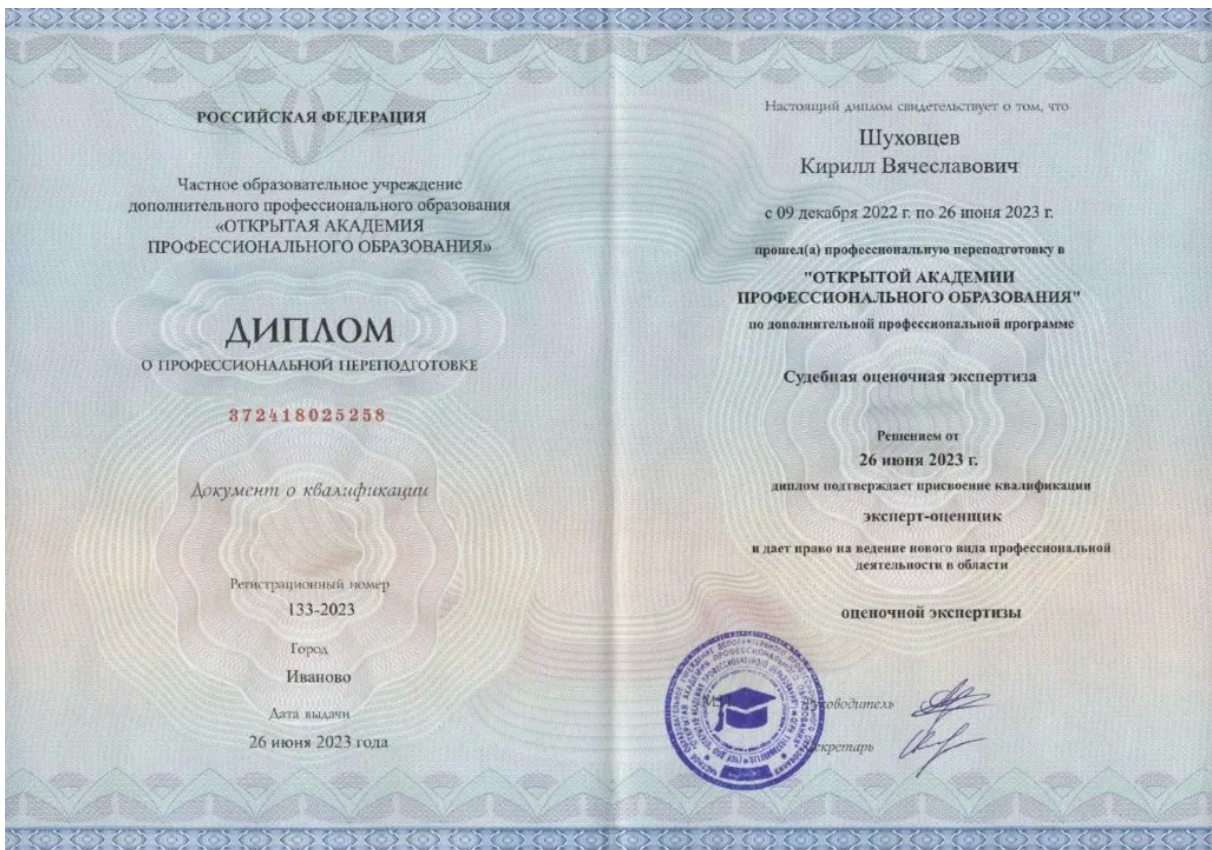 РОССИЙСКАЯ ФЕДЕРАЦИЯ
Частное образовательное учреждение
дополнительного профессионального образования
«ОТКРЫТАЯ АКАДЕМИЯ
ПРОФЕССИОНАЛЬНОГО ОБРАЗОВАНИЯ»
ДИПЛОМ
О ПРОФЕССИОНАЛЬНОЙ ПЕРЕПОДГОТОВКЕ
372418025258
Документ о квалификации
Регистрационный номер
133-2023
Город
Иваново
Дата выдачи
26 июня 2023 года
Настоящий диплом свидетельствует о том, что
Шуховцев
Кирилл Вячеславович
с 09 декабря 2022 г. по 26 июня 2023 г.
прошел(а) профессиональную переподготовку в
"ОТКРЫТОЙ АКАДЕМИИ
ПРОФЕССИОНАЛЬНОГО ОБРАЗОВАНИЯ"
по дополнительной профессиональной программе
Судебная оценочная экспертиза
Решением от
26 июня 2023 г.
диплом подтверждает присвоение квалификации
эксперт-оценщик
и дает право на ведение нового вида профессиональной
деятельности в области
оценочной экспертизы
М.П.
Руководитель
Секретарь